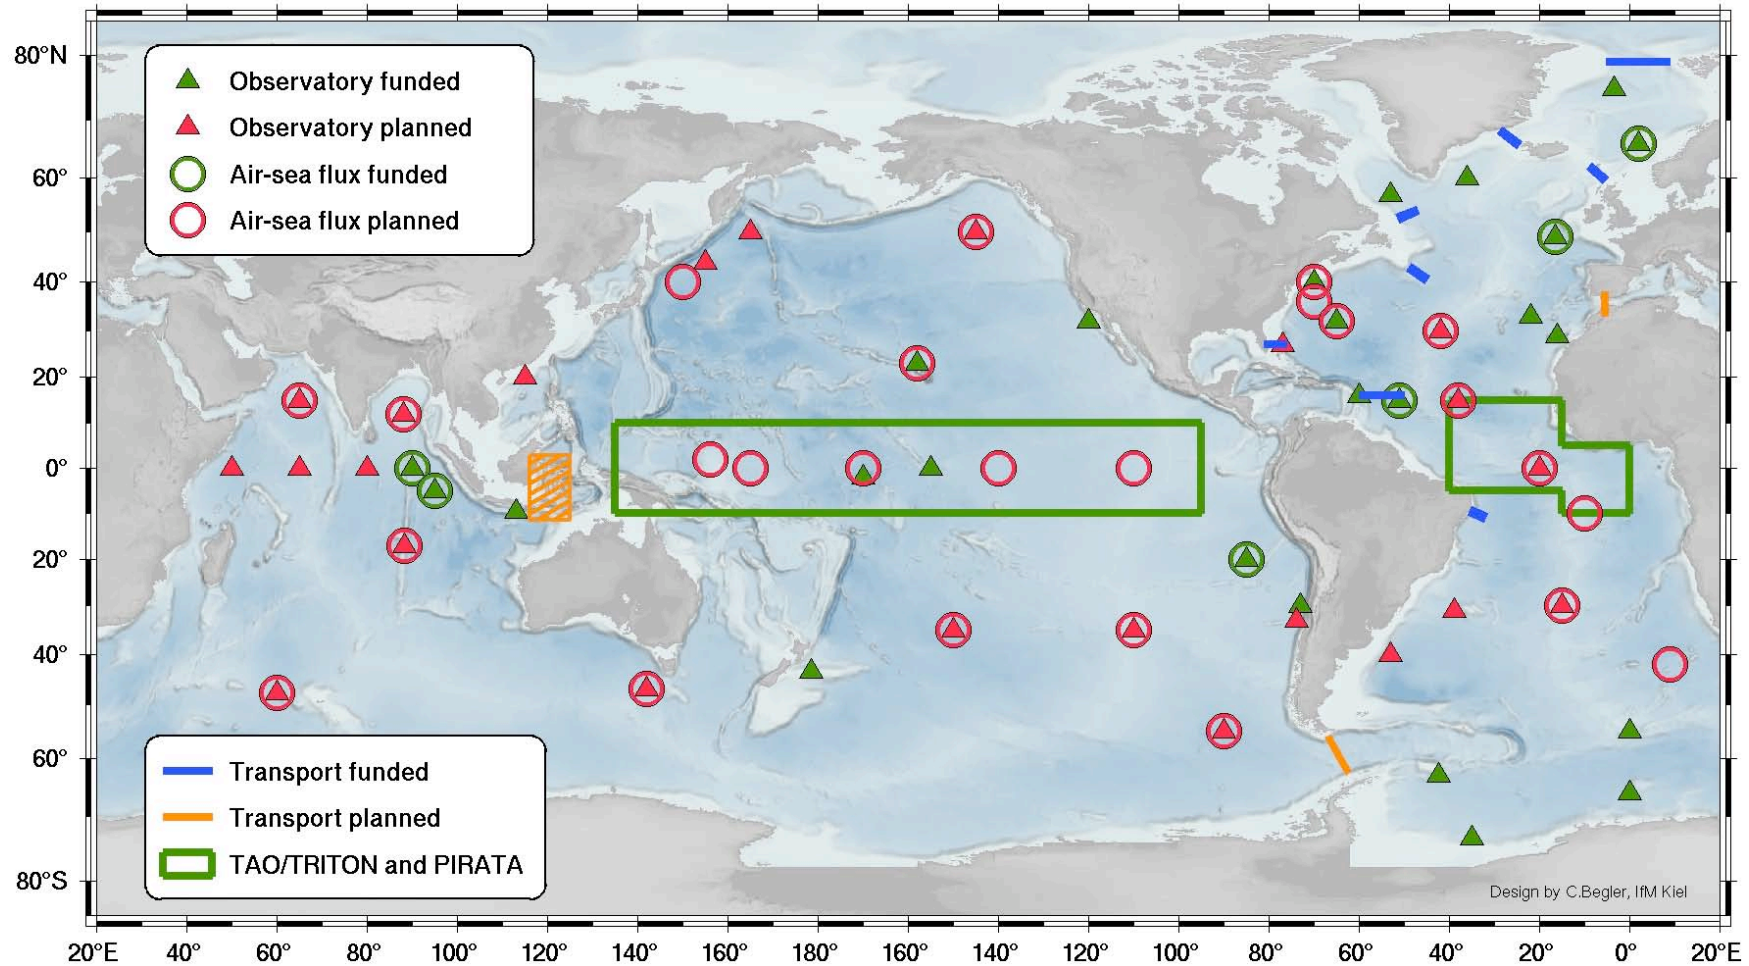 80°N
60°
40°
20°
0°
20°
40°
60°
80°S
Observatory funded
Observatory planned
Air-sea flux funded
Air-sea flux planned
Transport funded
Transport planned
TAO/TRITON and PIRATA
Design by C.Begler, IfM Kiel
20°E 40° 60° 80° 100° 120° 140° 160° 180° 160° 140° 120° 100° 80° 60° 40° 20° 0° 20°E